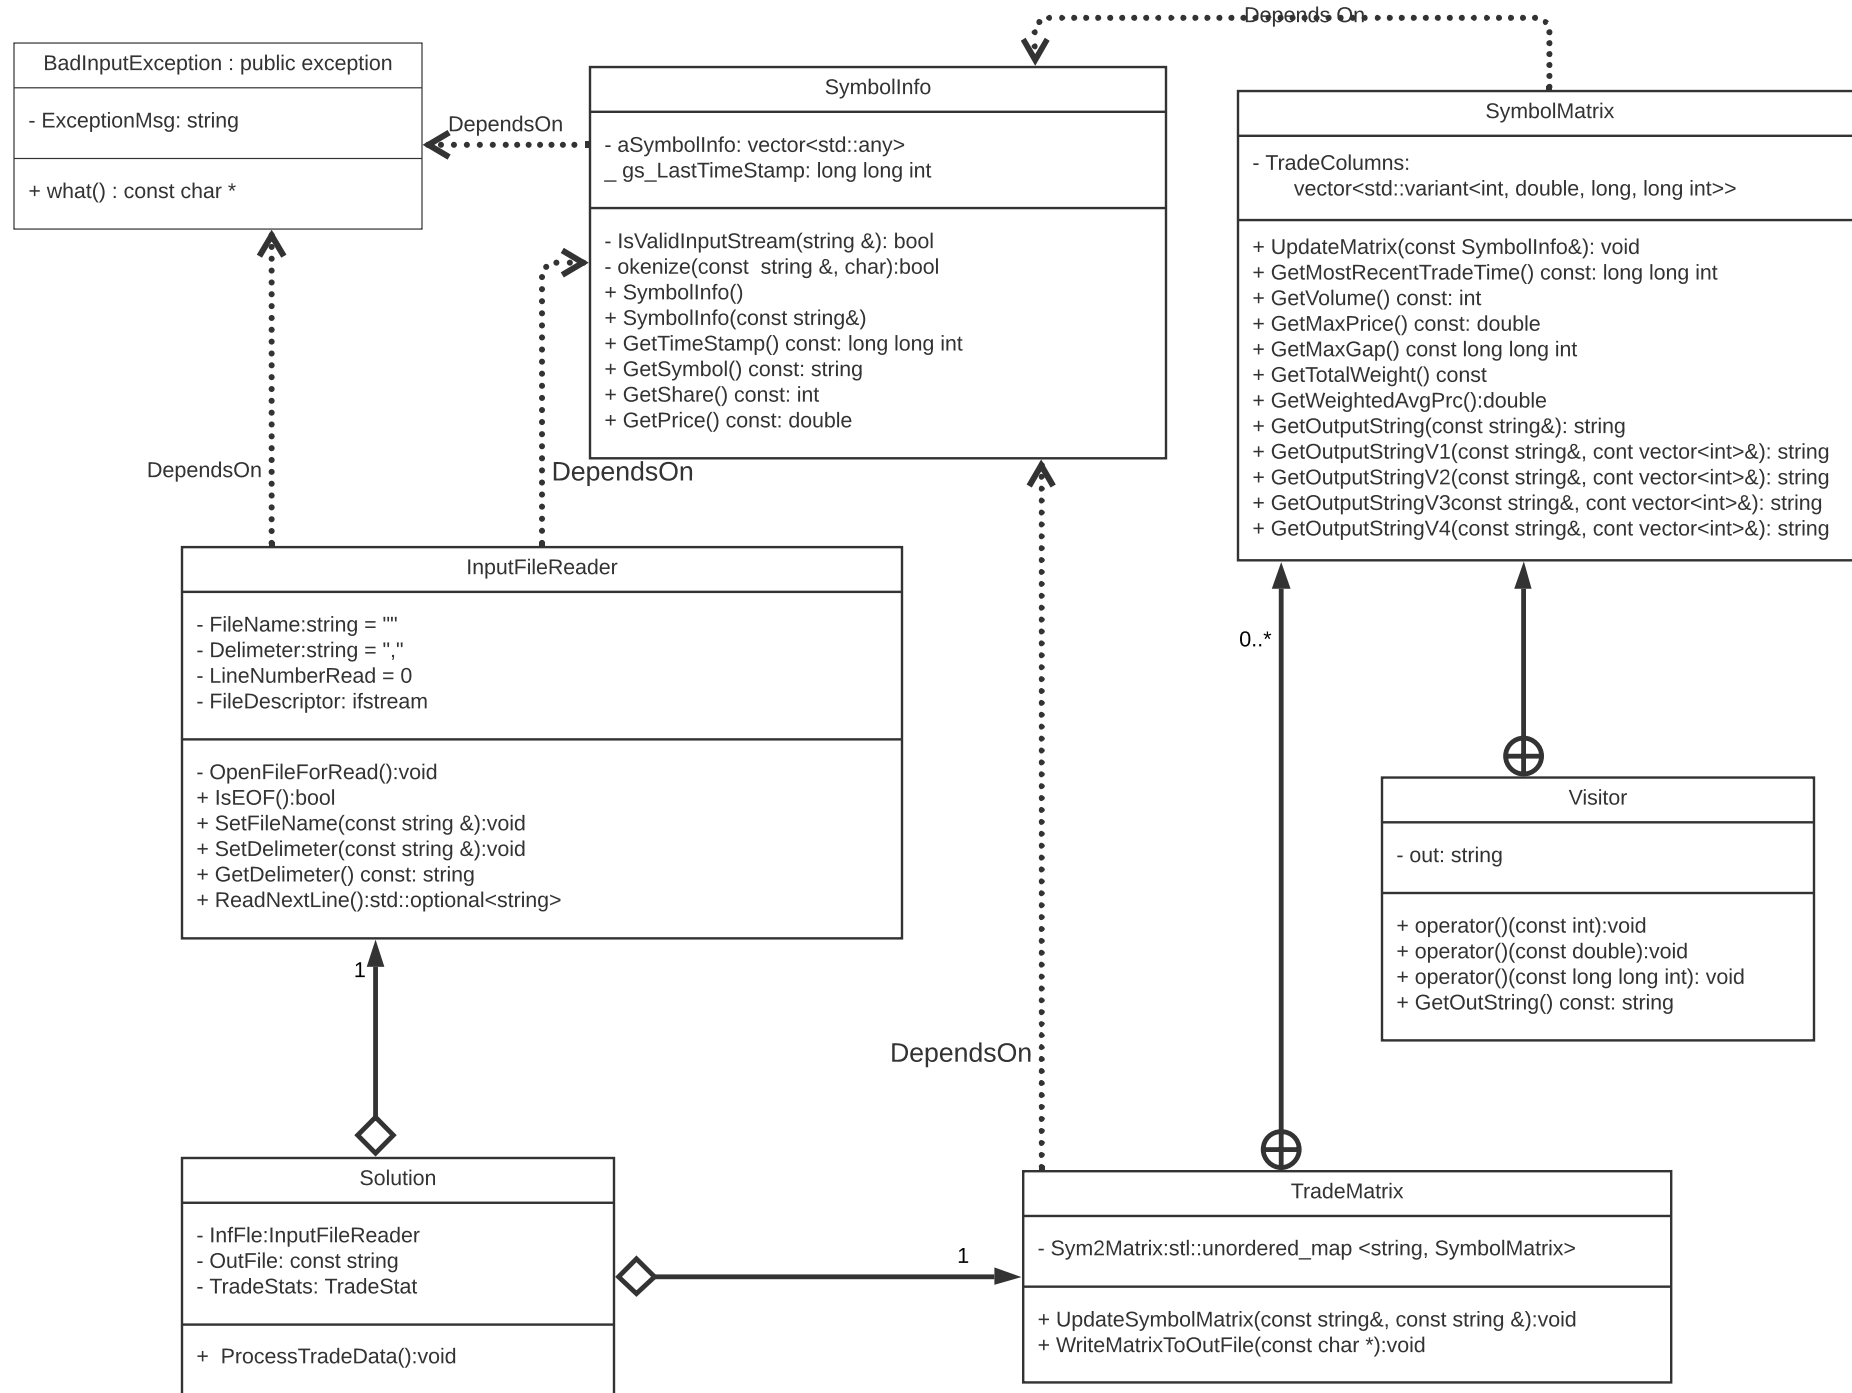 Depends On
BadInputException : public exception
- ExceptionMsg: string
+ what() : const char *
DependsOn
SymbolInfo
- aSymbolInfo: vector<std::any>
_ gs_LastTimeStamp: long long int
- IsValidInputStream(string &): bool
- okenize(const  string &, char):bool
+ SymbolInfo()
+ SymbolInfo(const string&)
+ GetTimeStamp() const: long long int
+ GetSymbol() const: string
+ GetShare() const: int
+ GetPrice() const: double
SymbolMatrix
- TradeColumns:
vector<std::variant<int, double, long, long int>>
+ UpdateMatrix(const SymbolInfo&): void
+ GetMostRecentTradeTime() const: long long int
+ GetVolume() const: int
+ GetMaxPrice() const: double
+ GetMaxGap() const long long int
+ GetTotalWeight() const
+ GetWeightedAvgPrc():double
+ GetOutputString(const string&): string
+ GetOutputStringV1(const string&, cont vector<int>&): string
+ GetOutputStringV2(const string&, cont vector<int>&): string
+ GetOutputStringV3const string&, cont vector<int>&): string
+ GetOutputStringV4(const string&, cont vector<int>&): string
DependsOn
DependsOn
InputFileReader
- FileName:string = ""
- Delimeter:string = ","
- LineNumberRead = 0
- FileDescriptor: ifstream
- OpenFileForRead():void
+ IsEOF():bool
+ SetFileName(const string &):void
+ SetDelimeter(const string &):void
+ GetDelimeter() const: string
+ ReadNextLine():std::optional<string>
0..*
Visitor
- out: string
+ operator()(const int):void
+ operator()(const double):void
+ operator()(const long long int): void
+ GetOutString() const: string
1
DependsOn
Solution
- InfFle:InputFileReader
- OutFile: const string
- TradeStats: TradeStat
+  ProcessTradeData():void
1
TradeMatrix
- Sym2Matrix:stl::unordered_map <string, SymbolMatrix>
+ UpdateSymbolMatrix(const string&, const string &):void
+ WriteMatrixToOutFile(const char *):void